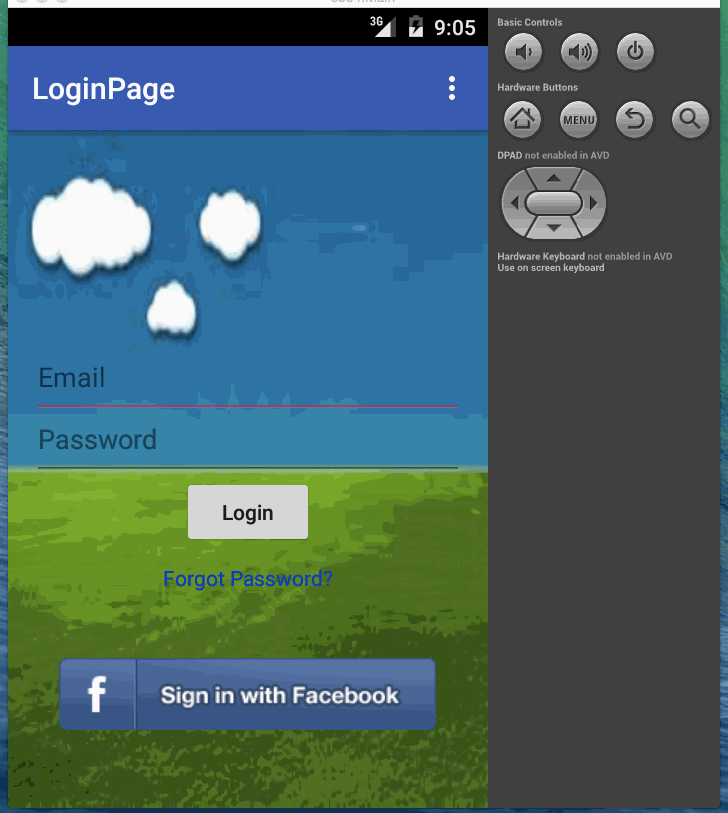 3G 9:05
LoginPage
Email
Password
Login
Forgot Password?
f Sign in with Facebook
Basic Controls
Hardware Buttons
MENU
DPAD not enabled in AVD
Hardware Keyboard not enabled in AVD
Use on screen keyboard